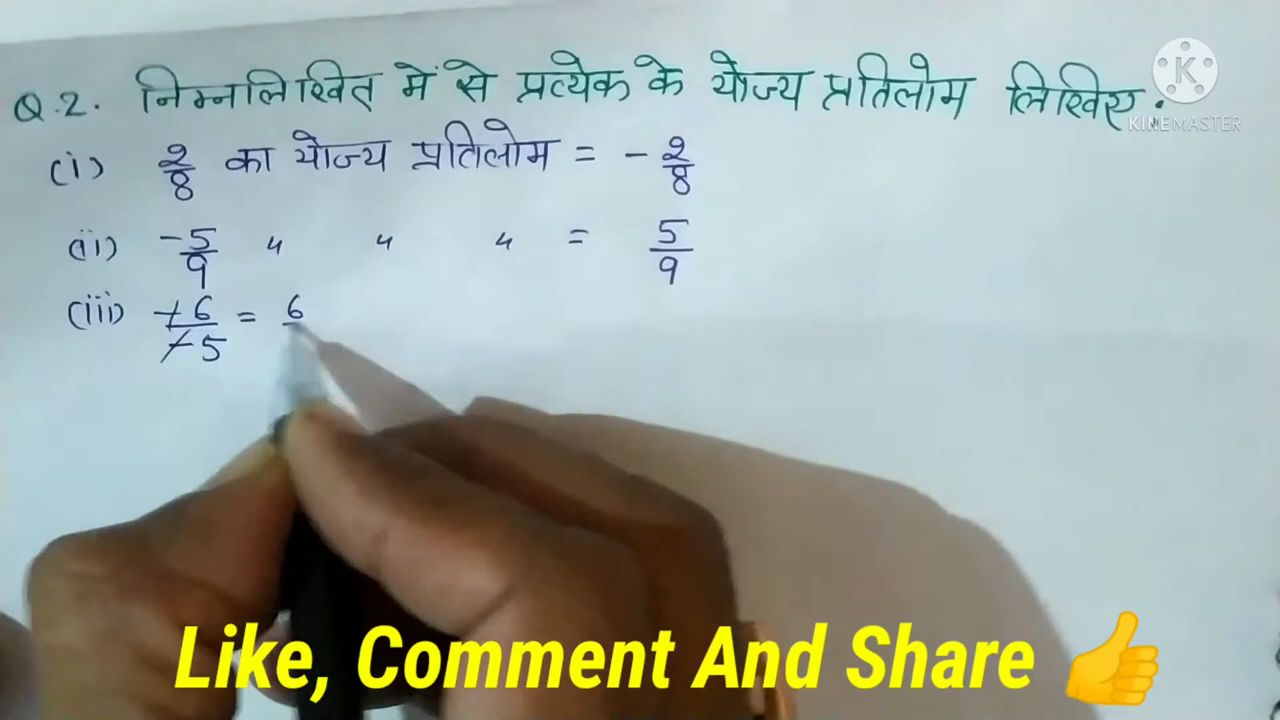 Q.2. निम्नलिखित में से प्रत्येक के योज्य प्रतिलोम लिखिए :
KINEMASTER
(i) 2/8 का योज्य प्रतिलोम = - 2/8
(ii) -5/9 " " " = 5/9
(iii) -6/-5 = 6
Like, Comment And Share 👍